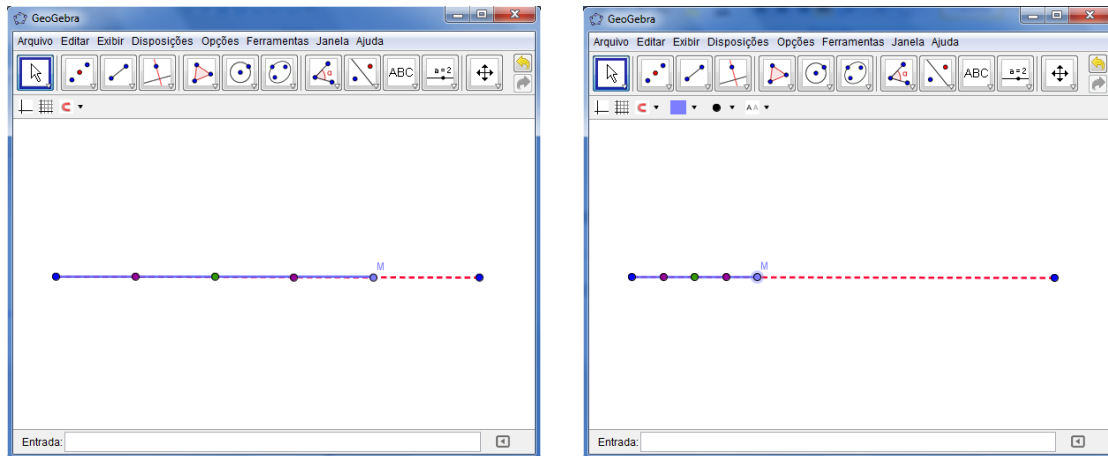 GeoGebra
Arquivo Editar Exibir Disposições Opções Ferramentas Janela Ajuda
α ABC a=2
M
Entrada:
GeoGebra
Arquivo Editar Exibir Disposições Opções Ferramentas Janela Ajuda
α ABC a=2
A A
M
Entrada: